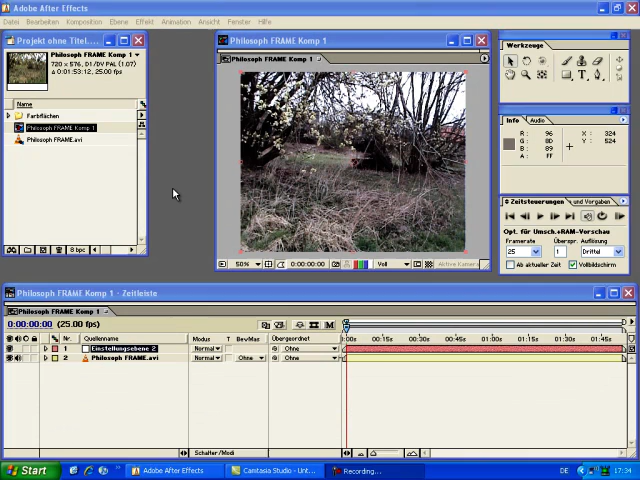 Adobe After Effects
Datei Bearbeiten Komposition Ebene Effekt Animation Ansicht Fenster Hilfe
Projekt ohne Titel....
Philosoph FRAME Komp 1
720 x 576, D1/DV PAL (1.07)
Δ 0:01:53:12, 25.00 fps
Name
Farbflächen
Philosoph FRAME Komp 1
Philosoph FRAME.avi
8 bpc
Philosoph FRAME Komp 1
Philosoph FRAME Komp 1
50%
0:00:00:00
Voll
Aktive Kamera
Werkzeuge
Info Audio
R : 96
G : 8D
B : 89
A : FF
X : 324
Y : 524
Zeitsteuerungen und Vorgaben
Opt. für Umsch.+RAM-Vorschau
Framerate Überspr. Auflösung
25 1 Drittel
Ab aktueller Zeit Vollbildschirm
Philosoph FRAME Komp 1 - Zeitleiste
Philosoph FRAME Komp 1
0:00:00:00 (25.00 fps)
Nr. Quellenname Modus T BewMas Übergeordnet
:00s 00:15s 00:30s 00:45s 01:00s 01:15s 01:30s 01:45s
1 Einstellungsebene 2 Normal Ohne
2 Philosoph FRAME.avi Normal Ohne Ohne
Schalter/Modi
Start
Adobe After Effects
Camtasia Studio - Unt...
Recording...
DE
17:34